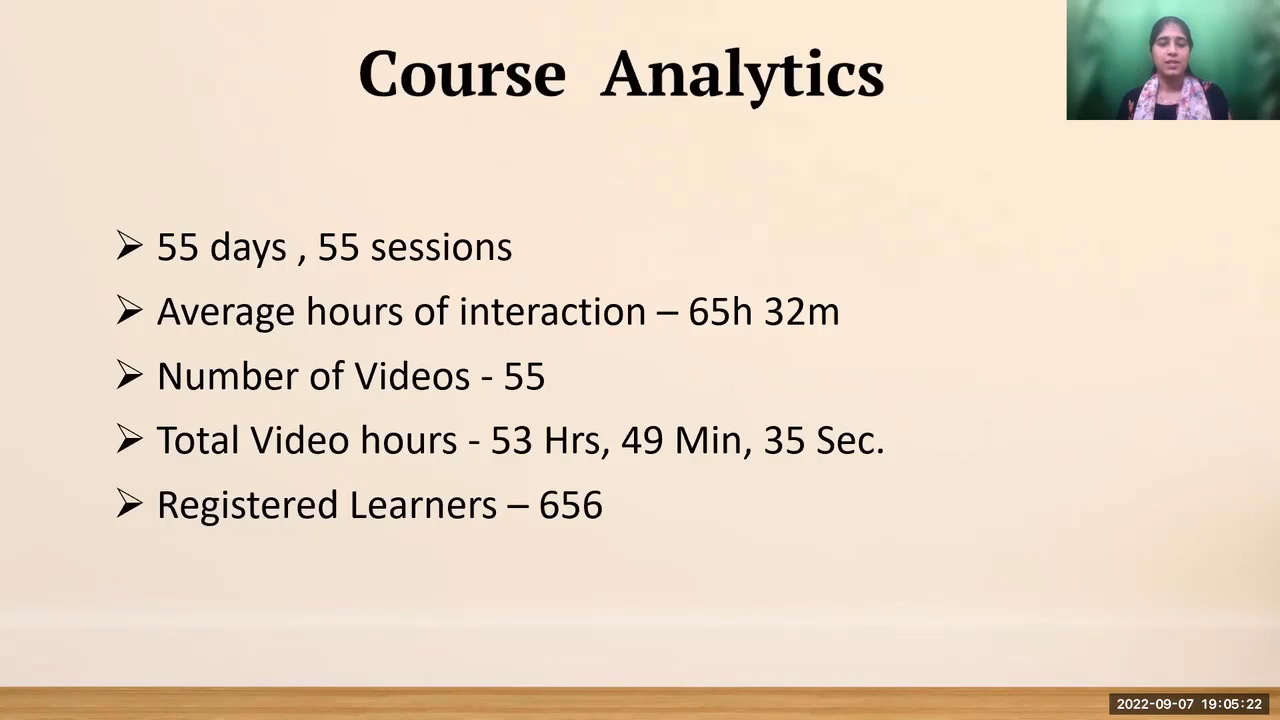 Course Analytics
➢ 55 days , 55 sessions
➢ Average hours of interaction – 65h 32m
➢ Number of Videos - 55
➢ Total Video hours - 53 Hrs, 49 Min, 35 Sec.
➢ Registered Learners – 656
2022-09-07 19:05:22